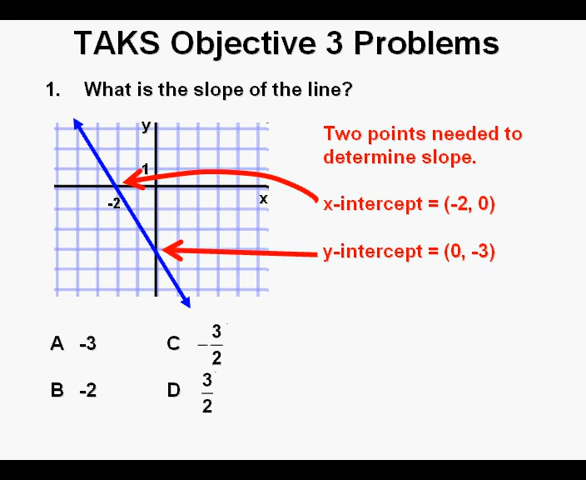 TAKS Objective 3 Problems
1. What is the slope of the line?
y
1
-2
x
Two points needed to
determine slope.
x-intercept = (-2, 0)
y-intercept = (0, -3)
A -3
C -3/2
B -2
D 3/2